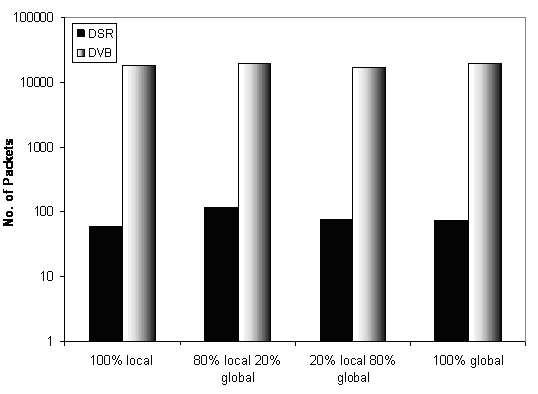 100000
10000
1000
100
10
1
No. of Packets
DSR
DVB
100% local
80% local 20%
global
20% local 80%
global
100% global